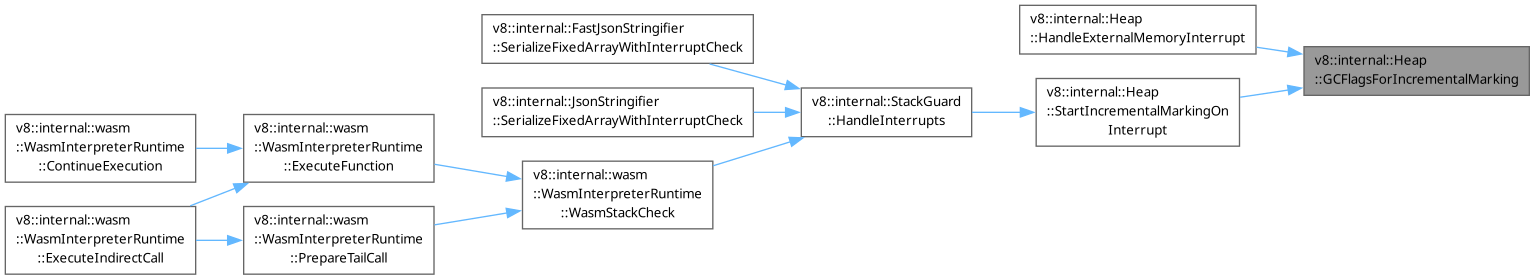 v8::internal::FastJsonStringifier
::SerializeFixedArrayWithInterruptCheck
v8::internal::Heap
::HandleExternalMemoryInterrupt
v8::internal::Heap
::GCFlagsForIncrementalMarking
v8::internal::JsonStringifier
::SerializeFixedArrayWithInterruptCheck
v8::internal::StackGuard
::HandleInterrupts
v8::internal::Heap
::StartIncrementalMarkingOn
Interrupt
v8::internal::wasm
::WasmInterpreterRuntime
::ContinueExecution
v8::internal::wasm
::WasmInterpreterRuntime
::ExecuteFunction
v8::internal::wasm
::WasmInterpreterRuntime
::WasmStackCheck
v8::internal::wasm
::WasmInterpreterRuntime
::ExecuteIndirectCall
v8::internal::wasm
::WasmInterpreterRuntime
::PrepareTailCall